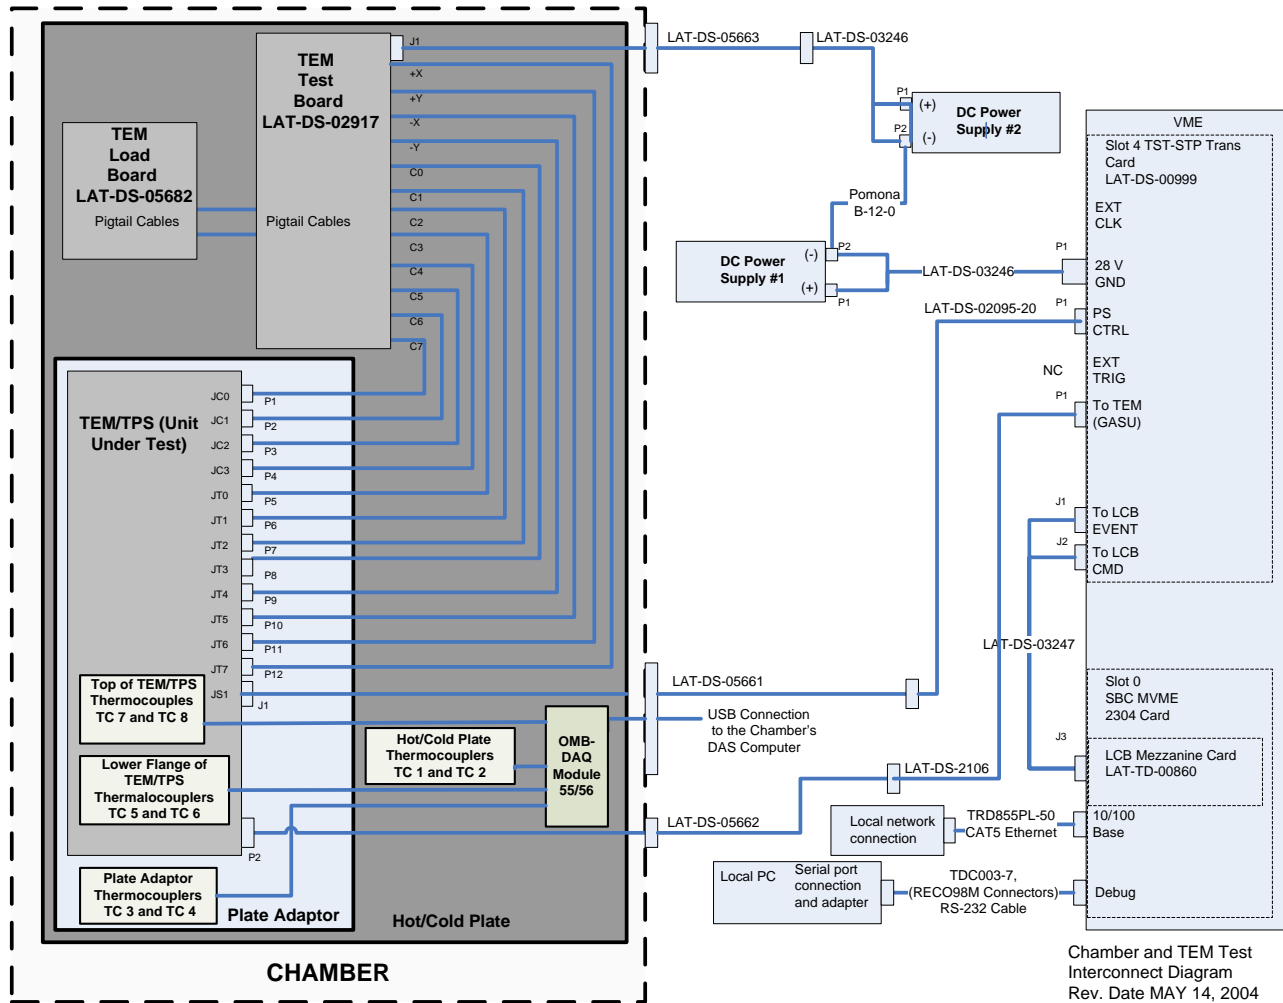 TEM
Test
Board
LAT-DS-02917
Pigtail Cables
TEM
Load
Board
LAT-DS-05682
Pigtail Cables
J1
+X
+Y
-X
-Y
C0
C1
C2
C3
C4
C5
C6
C7
TEM/TPS (Unit
Under Test)
JC0
JC1
JC2
JC3
JT0
JT1
JT2
JT3
JT4
JT5
JT6
JT7
JS1
P1
P2
P3
P4
P5
P6
P7
P8
P9
P10
P11
P12
J1
P2
Top of TEM/TPS
Thermocouples
TC 7 and TC 8
Lower Flange of
TEM/TPS
Thermalocouplers
TC 5 and TC 6
Plate Adaptor
Thermocouplers
TC 3 and TC 4
Hot/Cold Plate
Thermocouplers
TC 1 and TC 2
OMB-
DAQ
Module
55/56
Plate Adaptor
Hot/Cold Plate
CHAMBER
LAT-DS-05663
LAT-DS-03246
P1
P2
(+)
(-)
DC Power
Supply #2
Pomona
B-12-0
DC Power
Supply #1
(-)
(+)
P2
P1
LAT-DS-03246
LAT-DS-02095-20
LAT-DS-05661
USB Connection
to the Chamber's
DAS Computer
LAT-DS-05662
LAT-DS-2106
LAT-DS-03247
Local network
connection
TRD855PL-50
CAT5 Ethernet
Local PC
Serial port
connection
and adapter
TDC003-7,
(RECO98M Connectors)
RS-232 Cable
VME
Slot 4 TST-STP Trans
Card
LAT-DS-00999
EXT
CLK
P1
28 V
GND
P1
PS
CTRL
NC
EXT
TRIG
P1
To TEM
(GASU)
J1
To LCB
EVENT
J2
To LCB
CMD
Slot 0
SBC MVME
2304 Card
J3
LCB Mezzanine Card
LAT-TD-00860
10/100
Base
Debug
Chamber and TEM Test
Interconnect Diagram
Rev. Date MAY 14, 2004